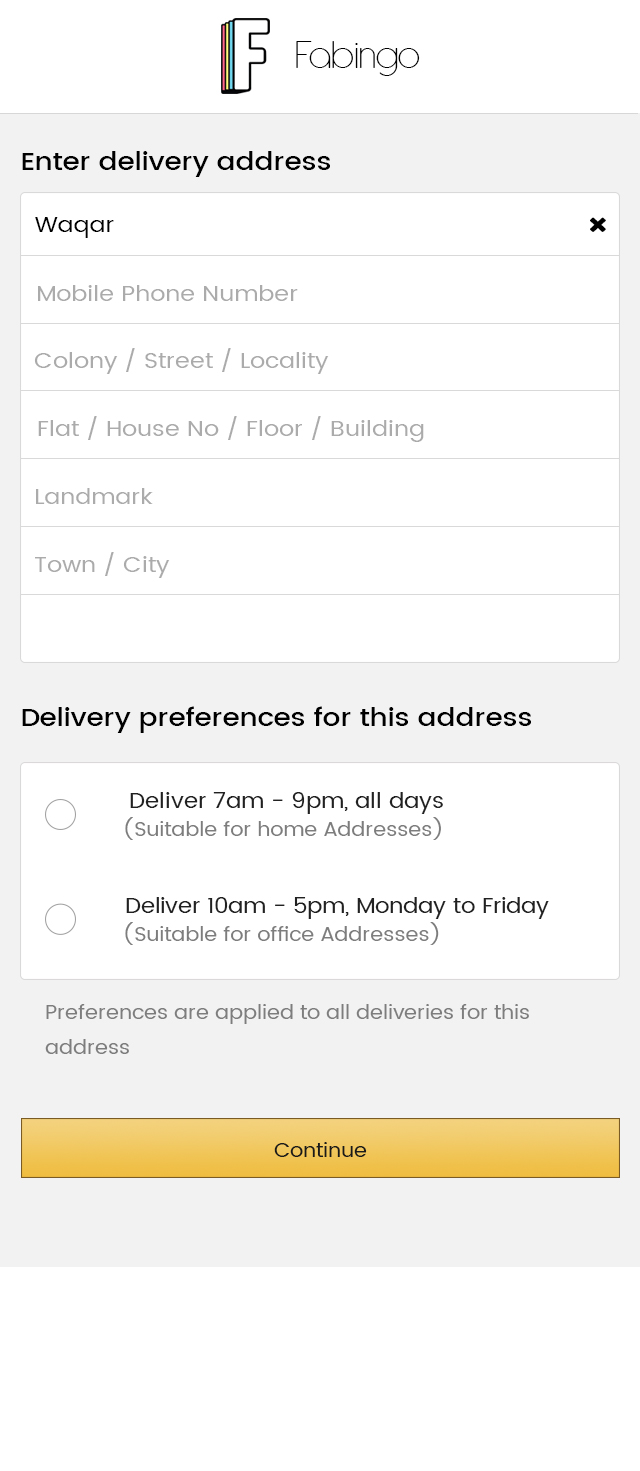 F Fabingo
Enter delivery address
Waqar
Mobile Phone Number
Colony / Street / Locality
Flat / House No / Floor / Building
Landmark
Town / City
Delivery preferences for this address
Deliver 7am - 9pm, all days
(Suitable for home Addresses)
Deliver 10am - 5pm, Monday to Friday
(Suitable for office Addresses)
Preferences are applied to all deliveries for this
address
Continue